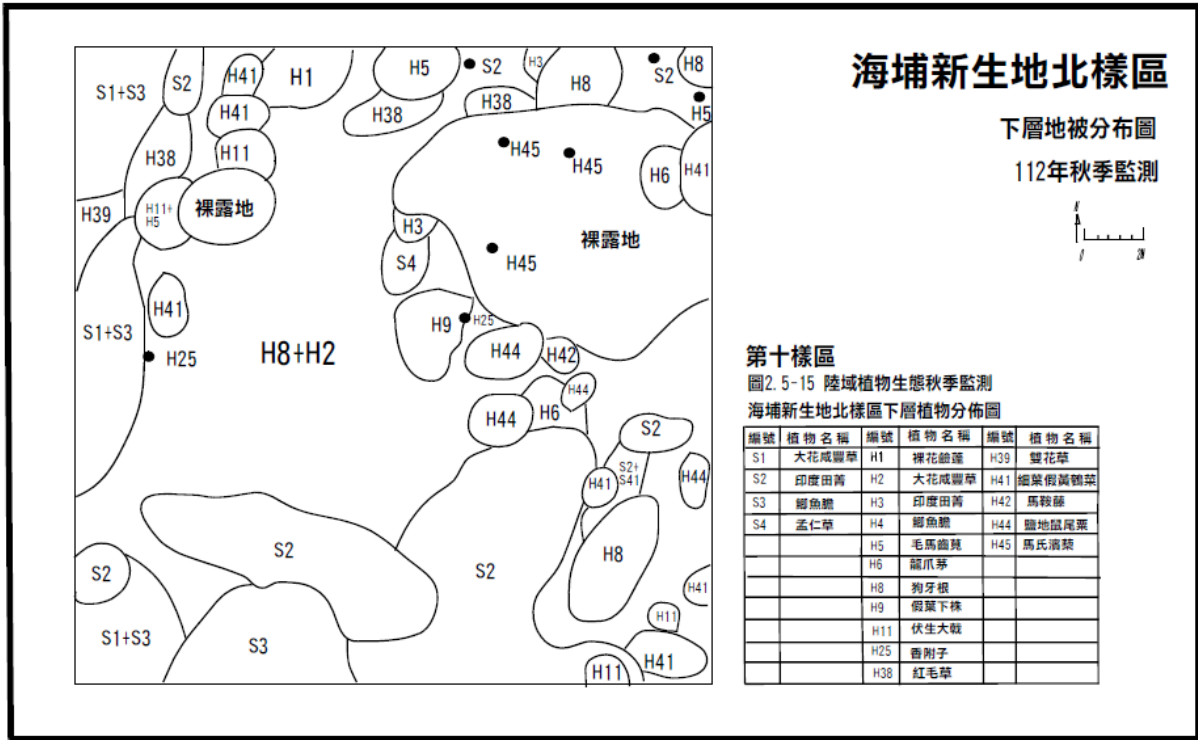 海埔新生地北樣區
下層地被分布圖
112年秋季監測
N
0 2M
S1+S3 S2 H41 H1 H5 S2 H3 H8 S2 H8
H41 H38 H38 H5
H38 H11 H45 H45 H6 H41
H39 H11+ H5 裸露地 H3 裸露地
S4 H45
H41 H9 H25
S1+S3 H25 H8+H2 H44 H42
H44 H6 H44
S2 S2+ S41 H44
H41
S2 S2 H8
S2 H41
S1+S3 S3 H11
H11 H41
第十樣區
圖2.5-15 陸域植物生態秋季監測
海埔新生地北樣區下層植物分佈圖
編號 植物名稱 編號 植物名稱 編號 植物名稱
S1 大花咸豐草 H1 裸花鹼蓬 H39 雙花草
S2 印度田菁 H2 大花咸豐草 H41 細葉假黃鵪菜
S3 鯽魚膽 H3 印度田菁 H42 馬鞍藤
S4 孟仁草 H4 鯽魚膽 H44 鹽地鼠尾粟
H5 毛馬齒莧 H45 馬氏濱藜
H6 龍爪茅
H8 狗牙根
H9 假葉下株
H11 伏生大戟
H25 香附子
H38 紅毛草